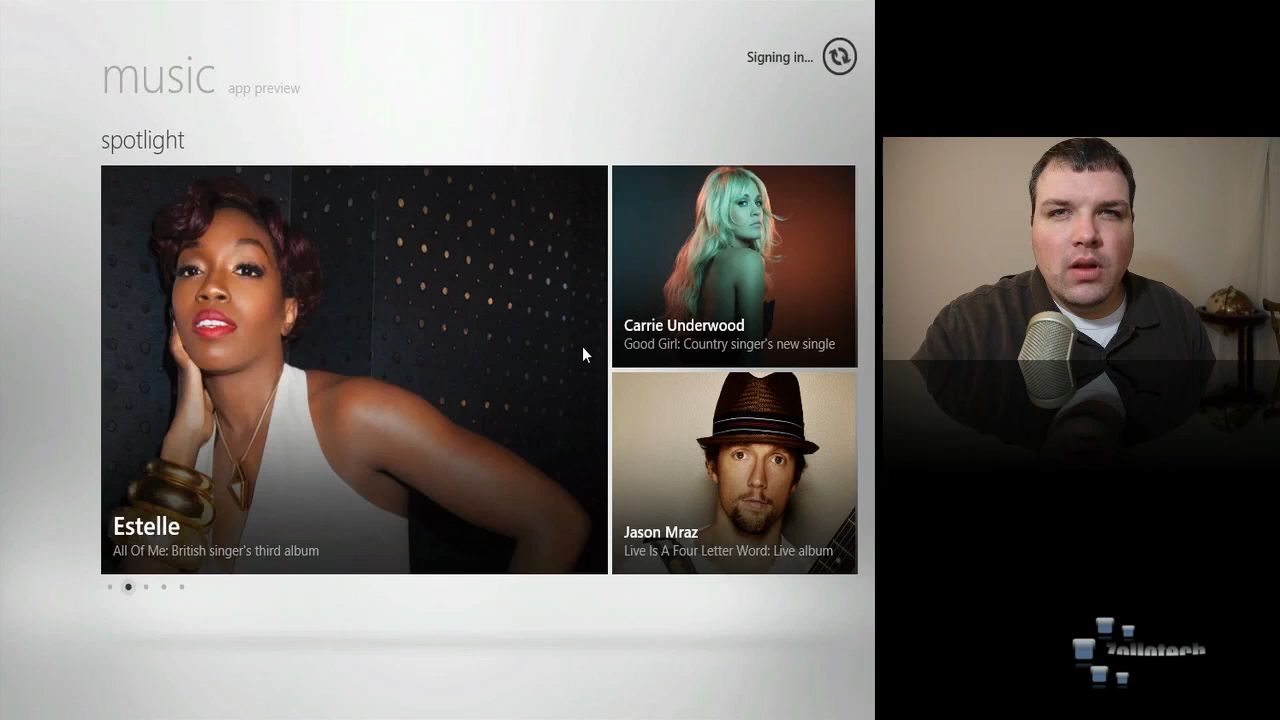 Signing in...
music app preview
spotlight
Carrie Underwood
Good Girl: Country singer's new single
Estelle
All Of Me: British singer's third album
Jason Mraz
Live Is A Four Letter Word: Live album
Zollotech